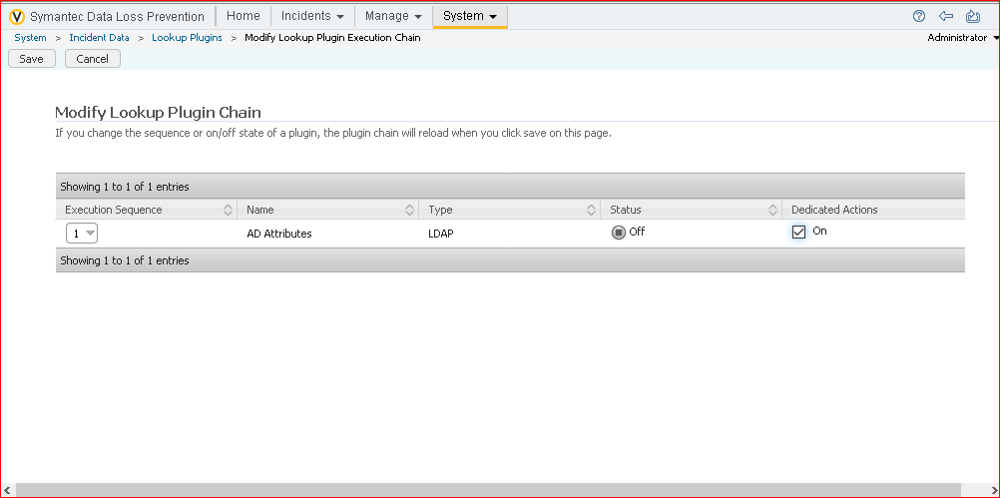 Symantec Data Loss Prevention Home Incidents Manage System
System > Incident Data > Lookup Plugins > Modify Lookup Plugin Execution Chain Administrator
Save Cancel
Modify Lookup Plugin Chain
If you change the sequence or on/off state of a plugin, the plugin chain will reload when you click save on this page.
Showing 1 to 1 of 1 entries
Execution Sequence Name Type Status Dedicated Actions
1 AD Attributes LDAP Off On
Showing 1 to 1 of 1 entries